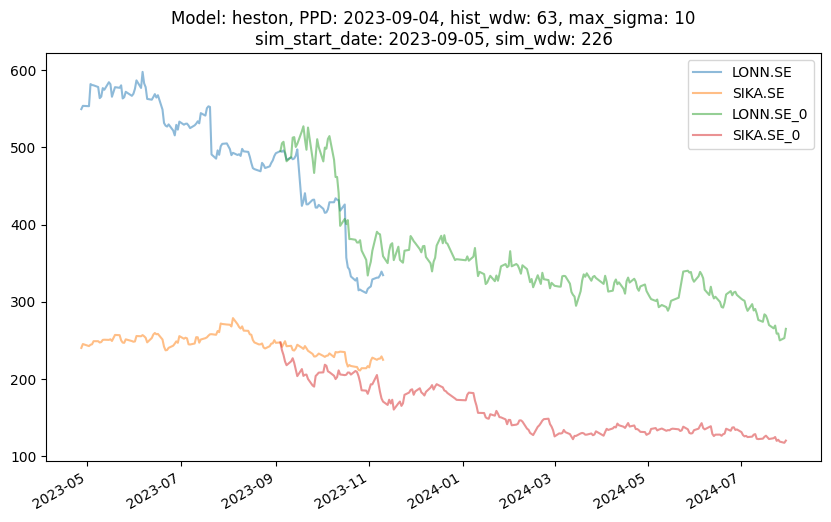 Model: heston, PPD: 2023-09-04, hist_wdw: 63, max_sigma: 10
sim_start_date: 2023-09-05, sim_wdw: 226
LONN.SE
SIKA.SE
LONN.SE_0
SIKA.SE_0
600
500
400
300
200
100
2023-05
2023-07
2023-09
2023-11
2024-01
2024-03
2024-05
2024-07